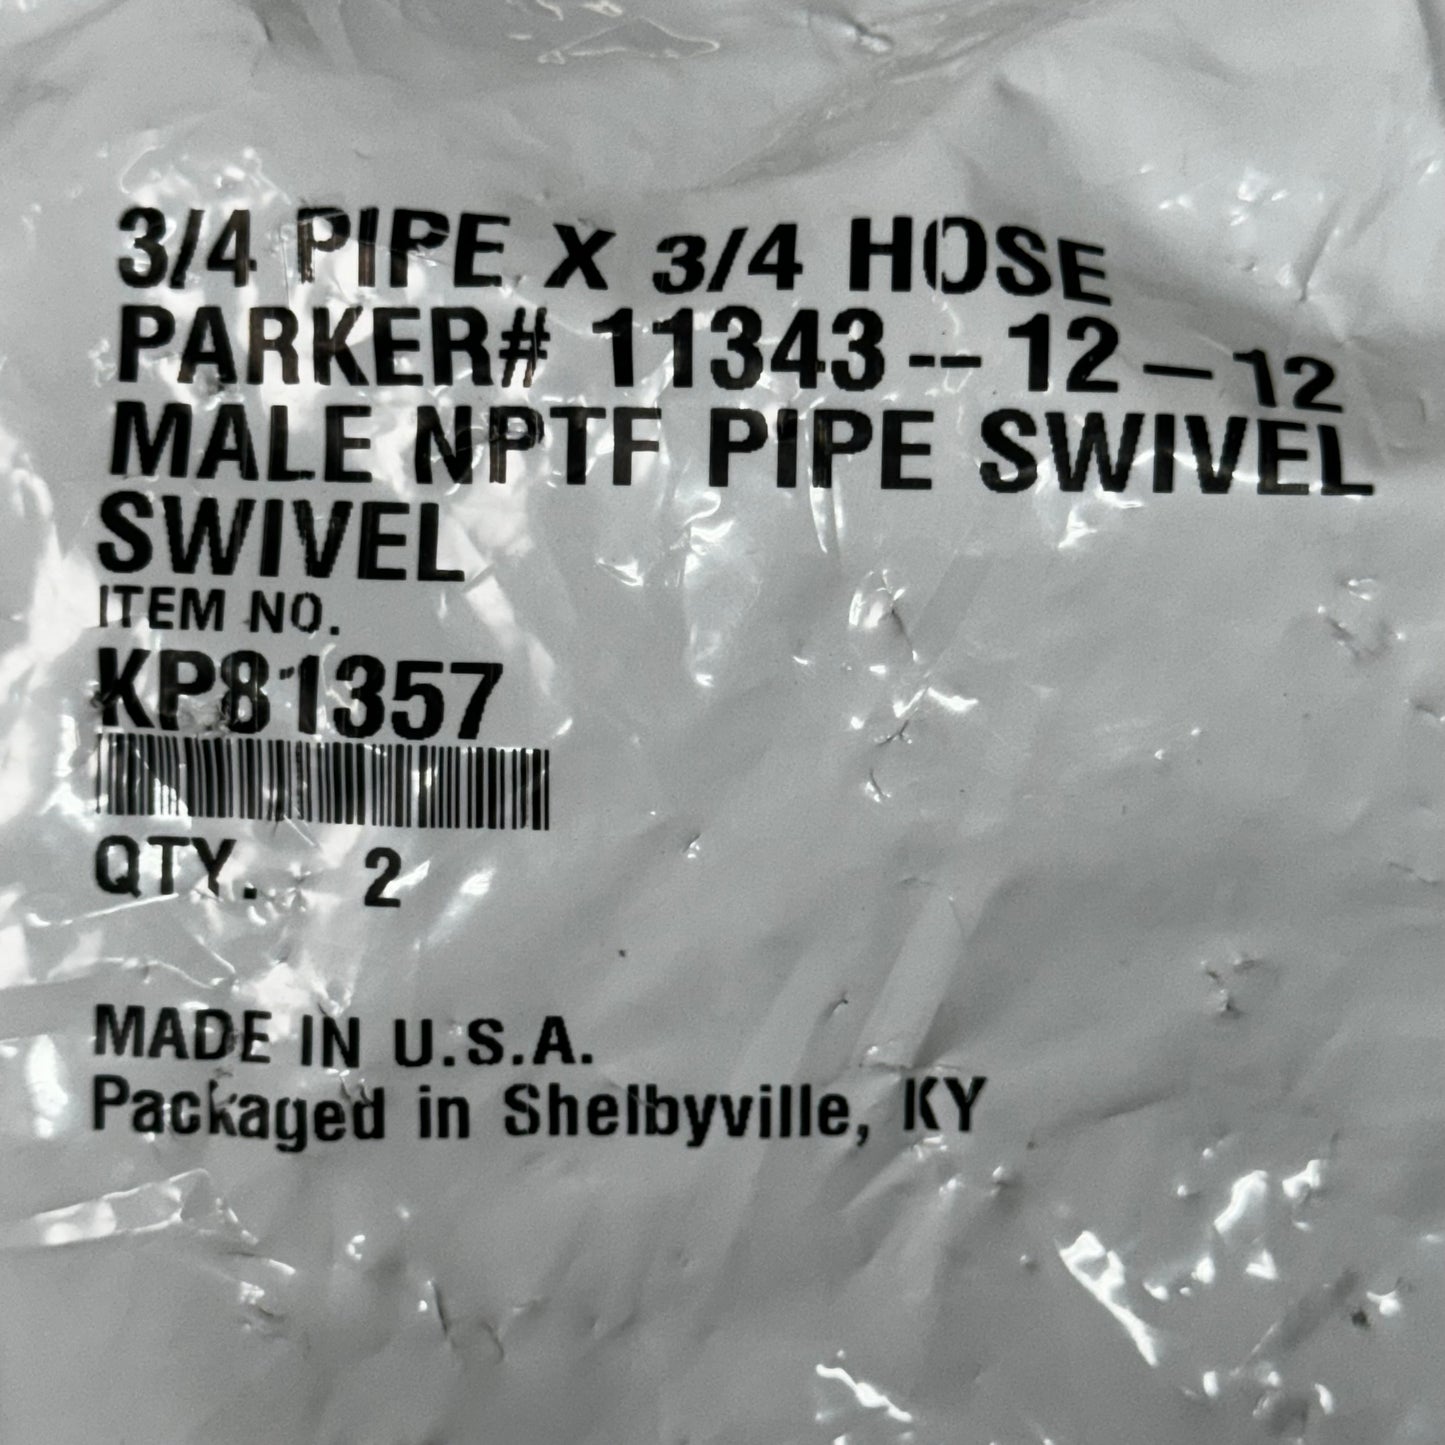 3/4 PIPE X 3/4 HOSE
PARKER# 11343--12-12
MALE NPTF PIPE SWIVEL
SWIVEL
ITEM NO.
KP81357
QTY. 2
MADE IN U.S.A.
Packaged in Shelbyville, KY